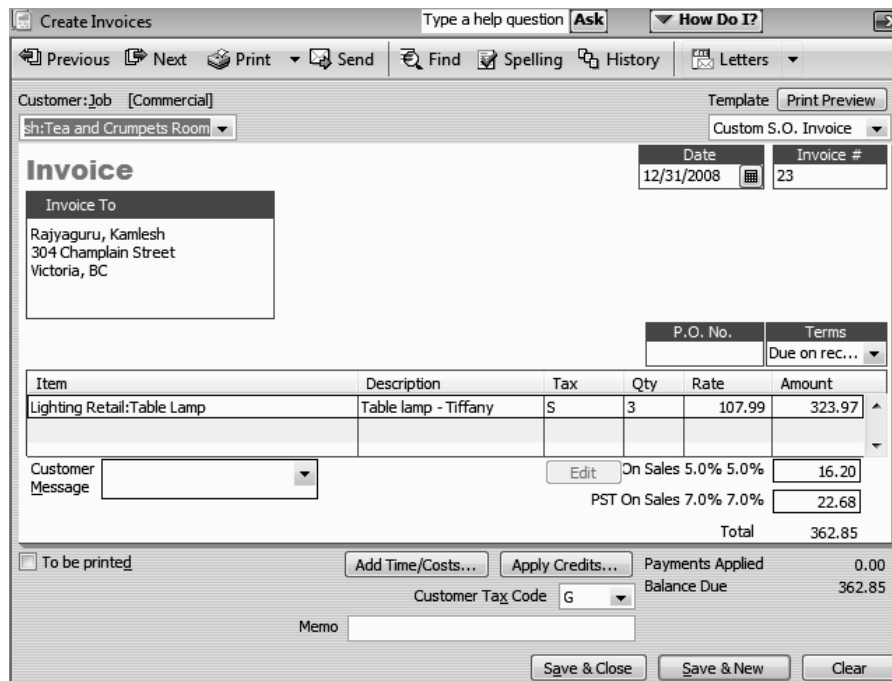 Create Invoices Type a help question Ask How Do I?
Previous Next Print Send Find Spelling History Letters
Customer:Job [Commercial] Template Print Preview
sh:Tea and Crumpets Room Custom S.O. Invoice
Invoice Date Invoice #
12/31/2008 23
Invoice To
Rajyaguru, Kamlesh
304 Champlain Street
Victoria, BC
P.O. No. Terms
Due on rec...
Item Description Tax Qty Rate Amount
Lighting Retail:Table Lamp Table lamp - Tiffany S 3 107.99 323.97
Customer Message Edit On Sales 5.0% 5.0% 16.20
PST On Sales 7.0% 7.0% 22.68
Total 362.85
To be printed Add Time/Costs... Apply Credits... Payments Applied 0.00
Balance Due 362.85
Customer Tax Code G
Memo
Save & Close Save & New Clear